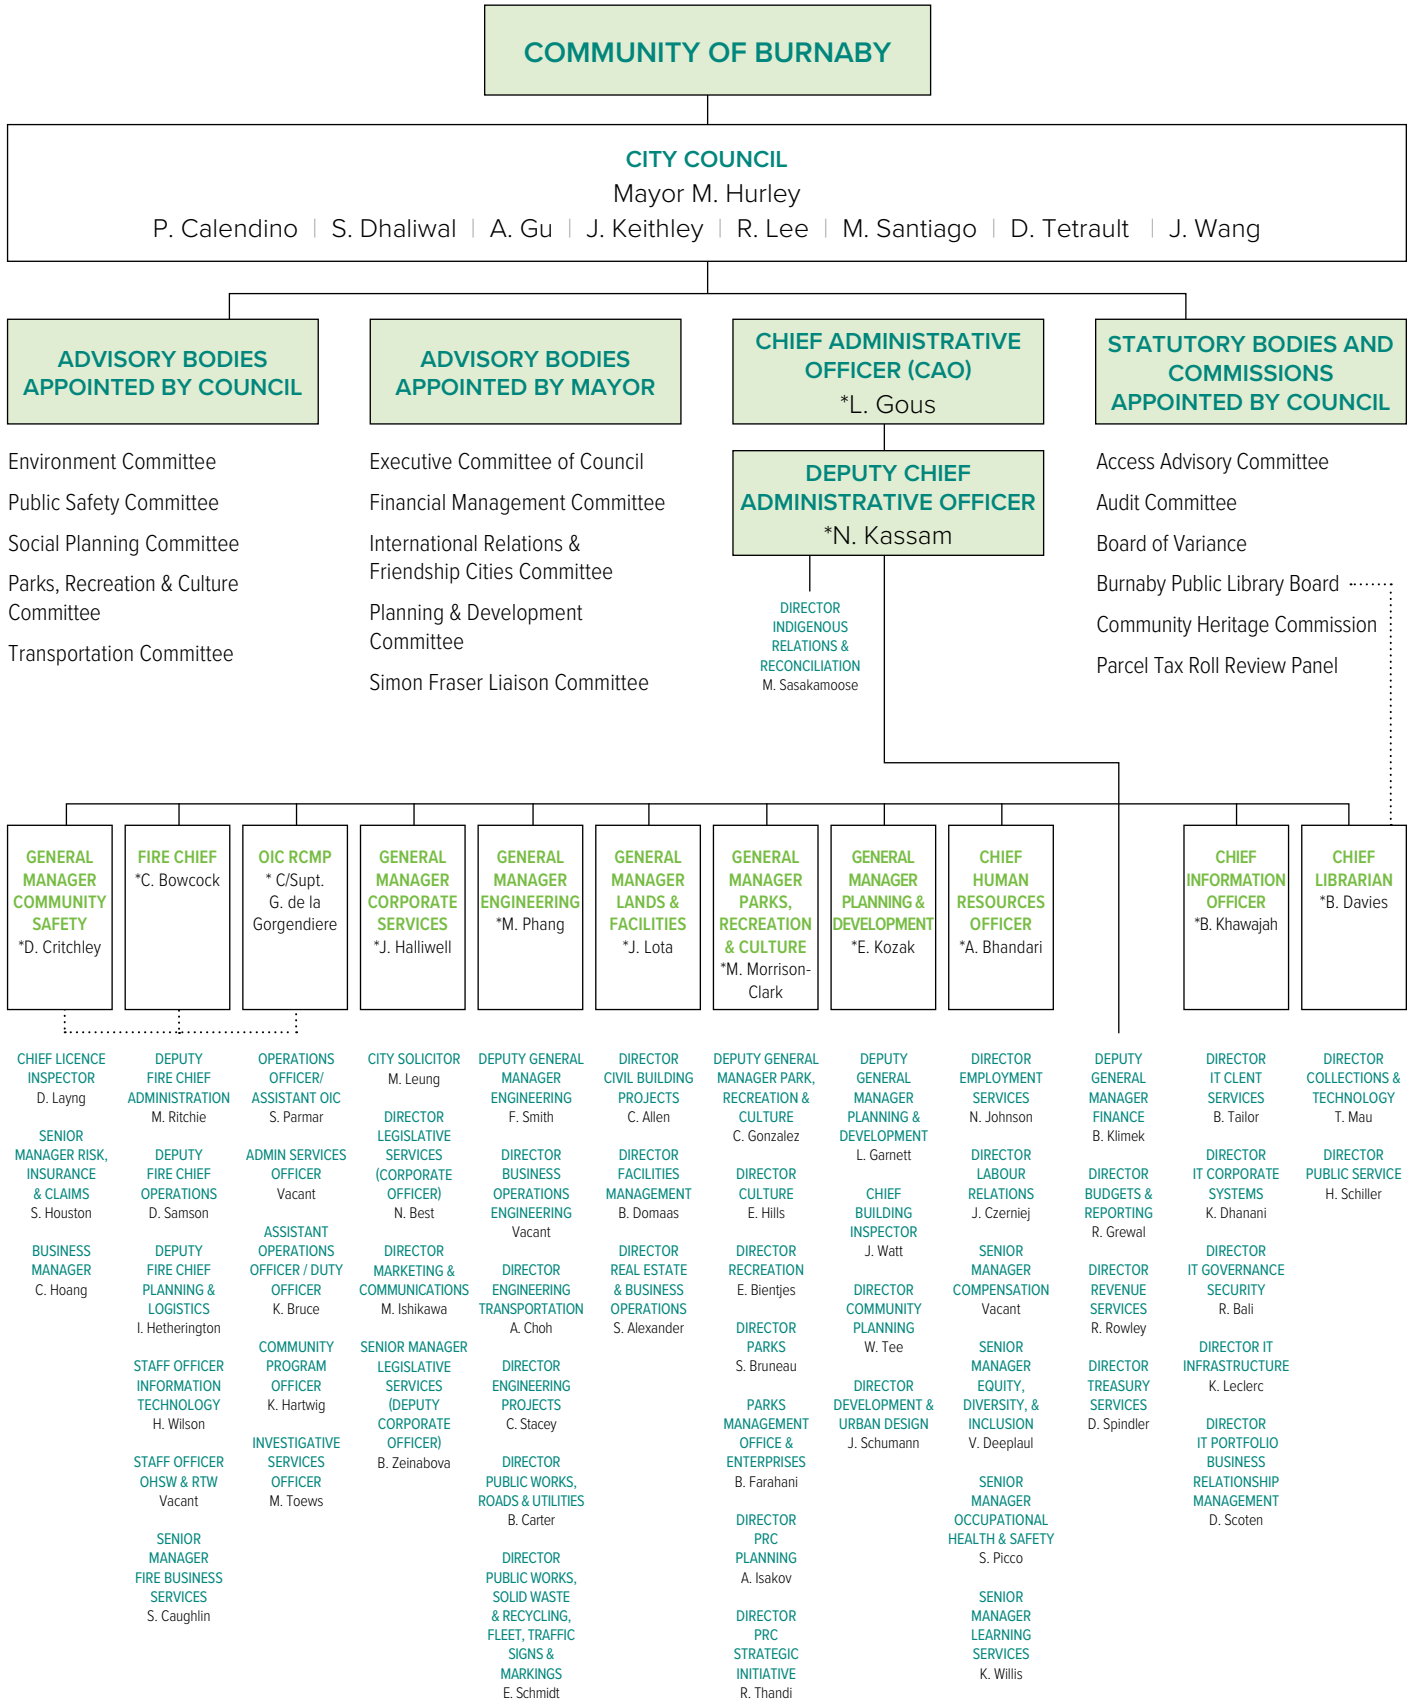 COMMUNITY OF BURNABY
CITY COUNCIL
Mayor M. Hurley
P. Calendino | S. Dhaliwal | A. Gu | J. Keithley | R. Lee | M. Santiago | D. Tetrault | J. Wang
ADVISORY BODIES
APPOINTED BY COUNCIL
Environment Committee
Public Safety Committee
Social Planning Committee
Parks, Recreation & Culture
Committee
Transportation Committee
ADVISORY BODIES
APPOINTED BY MAYOR
Executive Committee of Council
Financial Management Committee
International Relations &
Friendship Cities Committee
Planning & Development
Committee
Simon Fraser Liaison Committee
CHIEF ADMINISTRATIVE
OFFICER (CAO)
*L. Gous
DEPUTY CHIEF
ADMINISTRATIVE OFFICER
*N. Kassam
DIRECTOR
INDIGENOUS
RELATIONS &
RECONCILIATION
M. Sasakamoose
STATUTORY BODIES AND
COMMISSIONS
APPOINTED BY COUNCIL
Access Advisory Committee
Audit Committee
Board of Variance
Burnaby Public Library Board
Community Heritage Commission
Parcel Tax Roll Review Panel
GENERAL
MANAGER
COMMUNITY
SAFETY
*D. Critchley
CHIEF LICENCE
INSPECTOR
D. Layng
SENIOR
MANAGER RISK,
INSURANCE
& CLAIMS
S. Houston
BUSINESS
MANAGER
C. Hoang
FIRE CHIEF
*C. Bowcock
DEPUTY
FIRE CHIEF
ADMINISTRATION
M. Ritchie
DEPUTY
FIRE CHIEF
OPERATIONS
D. Samson
DEPUTY
FIRE CHIEF
PLANNING &
LOGISTICS
I. Hetherington
STAFF OFFICER
INFORMATION
TECHNOLOGY
H. Wilson
STAFF OFFICER
OHSW & RTW
Vacant
SENIOR
MANAGER
FIRE BUSINESS
SERVICES
S. Caughlin
OIC RCMP
* C/Supt.
G. de la
Gorgendiere
OPERATIONS
OFFICER/
ASSISTANT OIC
S. Parmar
ADMIN SERVICES
OFFICER
Vacant
ASSISTANT
OPERATIONS
OFFICER / DUTY
OFFICER
K. Bruce
COMMUNITY
PROGRAM
OFFICER
K. Hartwig
INVESTIGATIVE
SERVICES
OFFICER
M. Toews
GENERAL
MANAGER
CORPORATE
SERVICES
*J. Halliwell
CITY SOLICITOR
M. Leung
DIRECTOR
LEGISLATIVE
SERVICES
(CORPORATE
OFFICER)
N. Best
DIRECTOR
MARKETING &
COMMUNICATIONS
M. Ishikawa
SENIOR MANAGER
LEGISLATIVE
SERVICES
(DEPUTY
CORPORATE
OFFICER)
B. Zeinabova
GENERAL
MANAGER
ENGINEERING
*M. Phang
DEPUTY GENERAL
MANAGER
ENGINEERING
F. Smith
DIRECTOR
BUSINESS
OPERATIONS
ENGINEERING
Vacant
DIRECTOR
ENGINEERING
TRANSPORTATION
A. Choh
DIRECTOR
ENGINEERING
PROJECTS
C. Stacey
DIRECTOR
PUBLIC WORKS,
ROADS & UTILITIES
B. Carter
DIRECTOR
PUBLIC WORKS,
SOLID WASTE
& RECYCLING,
FLEET, TRAFFIC
SIGNS &
MARKINGS
E. Schmidt
GENERAL
MANAGER
LANDS &
FACILITIES
*J. Lota
DIRECTOR
CIVIL BUILDING
PROJECTS
C. Allen
DIRECTOR
FACILITIES
MANAGEMENT
B. Domaas
DIRECTOR
REAL ESTATE
& BUSINESS
OPERATIONS
S. Alexander
GENERAL
MANAGER
PARKS,
RECREATION
& CULTURE
*M. Morrison-
Clark
DEPUTY GENERAL
MANAGER PARK,
RECREATION &
CULTURE
C. Gonzalez
DIRECTOR
CULTURE
E. Hills
DIRECTOR
RECREATION
E. Bientjes
DIRECTOR
PARKS
S. Bruneau
PARKS
MANAGEMENT
OFFICE &
ENTERPRISES
B. Farahani
DIRECTOR
PRC
PLANNING
A. Isakov
DIRECTOR
PRC
STRATEGIC
INITIATIVE
R. Thandi
GENERAL
MANAGER
PLANNING &
DEVELOPMENT
*E. Kozak
DEPUTY
GENERAL
MANAGER
PLANNING &
DEVELOPMENT
L. Garnett
CHIEF
BUILDING
INSPECTOR
J. Watt
DIRECTOR
COMMUNITY
PLANNING
W. Tee
DIRECTOR
DEVELOPMENT &
URBAN DESIGN
J. Schumann
CHIEF
HUMAN
RESOURCES
OFFICER
*A. Bhandari
DIRECTOR
EMPLOYMENT
SERVICES
N. Johnson
DIRECTOR
LABOUR
RELATIONS
J. Czerniej
SENIOR
MANAGER
COMPENSATION
Vacant
SENIOR
MANAGER
EQUITY,
DIVERSITY, &
INCLUSION
V. Deeplaul
SENIOR
MANAGER
OCCUPATIONAL
HEALTH & SAFETY
S. Picco
SENIOR
MANAGER
LEARNING
SERVICES
K. Willis
DEPUTY
GENERAL
MANAGER
FINANCE
B. Klimek
DIRECTOR
BUDGETS &
REPORTING
R. Grewal
DIRECTOR
REVENUE
SERVICES
R. Rowley
DIRECTOR
TREASURY
SERVICES
D. Spindler
CHIEF
INFORMATION
OFFICER
*B. Khawajah
DIRECTOR
IT CLENT
SERVICES
B. Tailor
DIRECTOR
IT CORPORATE
SYSTEMS
K. Dhanani
DIRECTOR
IT GOVERNANCE
SECURITY
R. Bali
DIRECTOR IT
INFRASTRUCTURE
K. Leclerc
DIRECTOR
IT PORTFOLIO
BUSINESS
RELATIONSHIP
MANAGEMENT
D. Scoten
CHIEF
LIBRARIAN
*B. Davies
DIRECTOR
COLLECTIONS &
TECHNOLOGY
T. Mau
DIRECTOR
PUBLIC SERVICE
H. Schiller